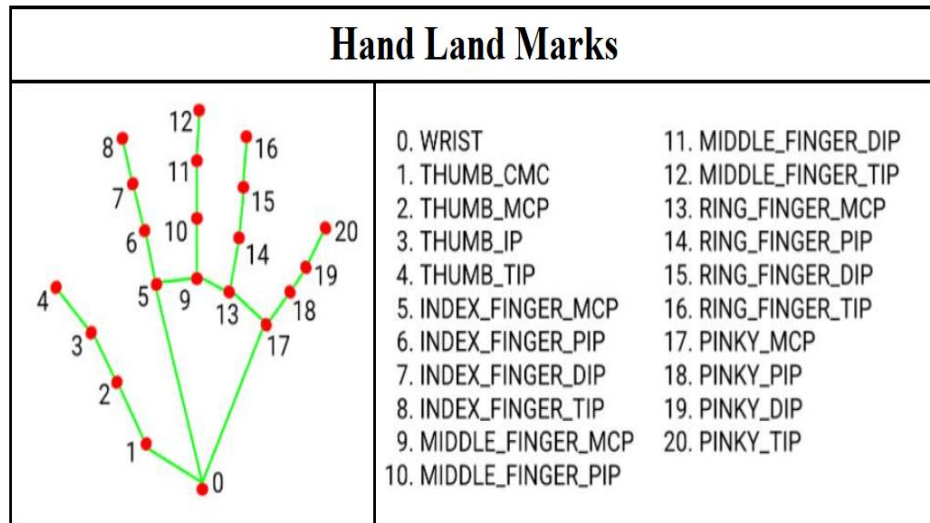 Hand Land Marks
12
8
16
11
7
15
10
20
6
14
19
4
5
9
13
18
3
17
2
1
0
0. WRIST
1. THUMB_CMC
2. THUMB_MCP
3. THUMB_IP
4. THUMB_TIP
5. INDEX_FINGER_MCP
6. INDEX_FINGER_PIP
7. INDEX_FINGER_DIP
8. INDEX_FINGER_TIP
9. MIDDLE_FINGER_MCP
10. MIDDLE_FINGER_PIP
11. MIDDLE_FINGER_DIP
12. MIDDLE_FINGER_TIP
13. RING_FINGER_MCP
14. RING_FINGER_PIP
15. RING_FINGER_DIP
16. RING_FINGER_TIP
17. PINKY_MCP
18. PINKY_PIP
19. PINKY_DIP
20. PINKY_TIP